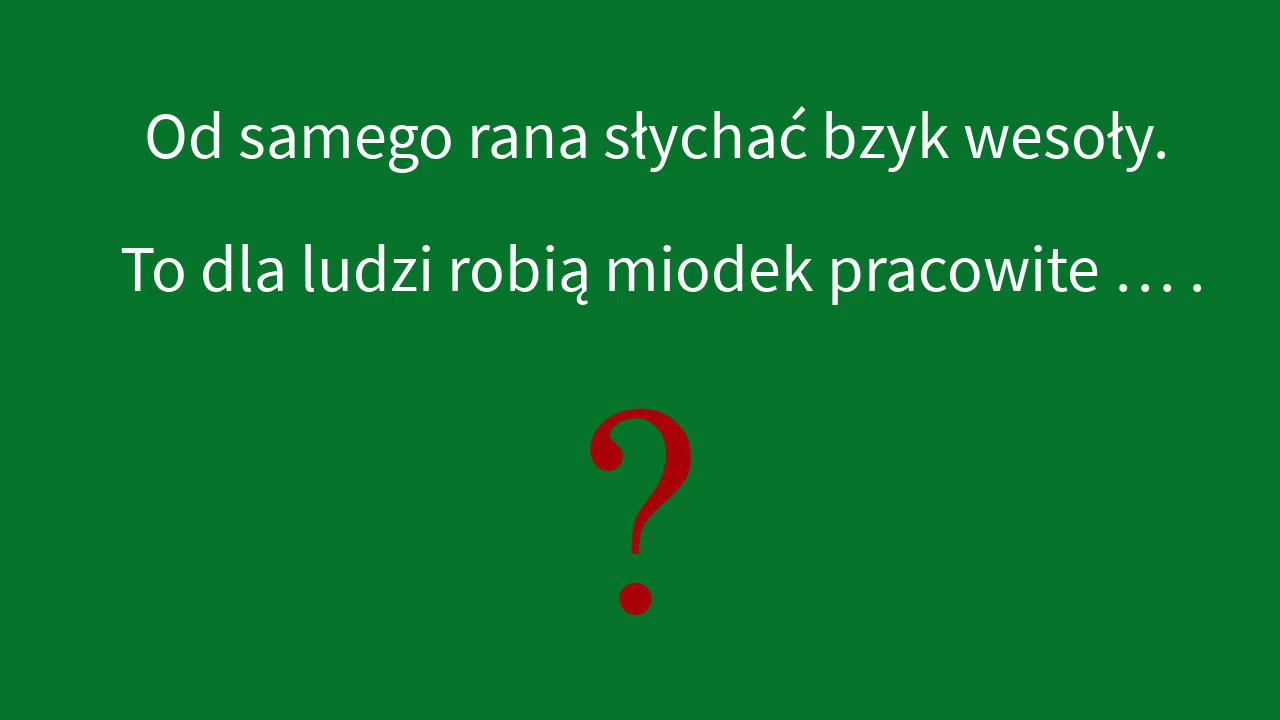 Od samego rana słychać bzyk wesoły.
To dla ludzi robią miodek pracowite ... .
?